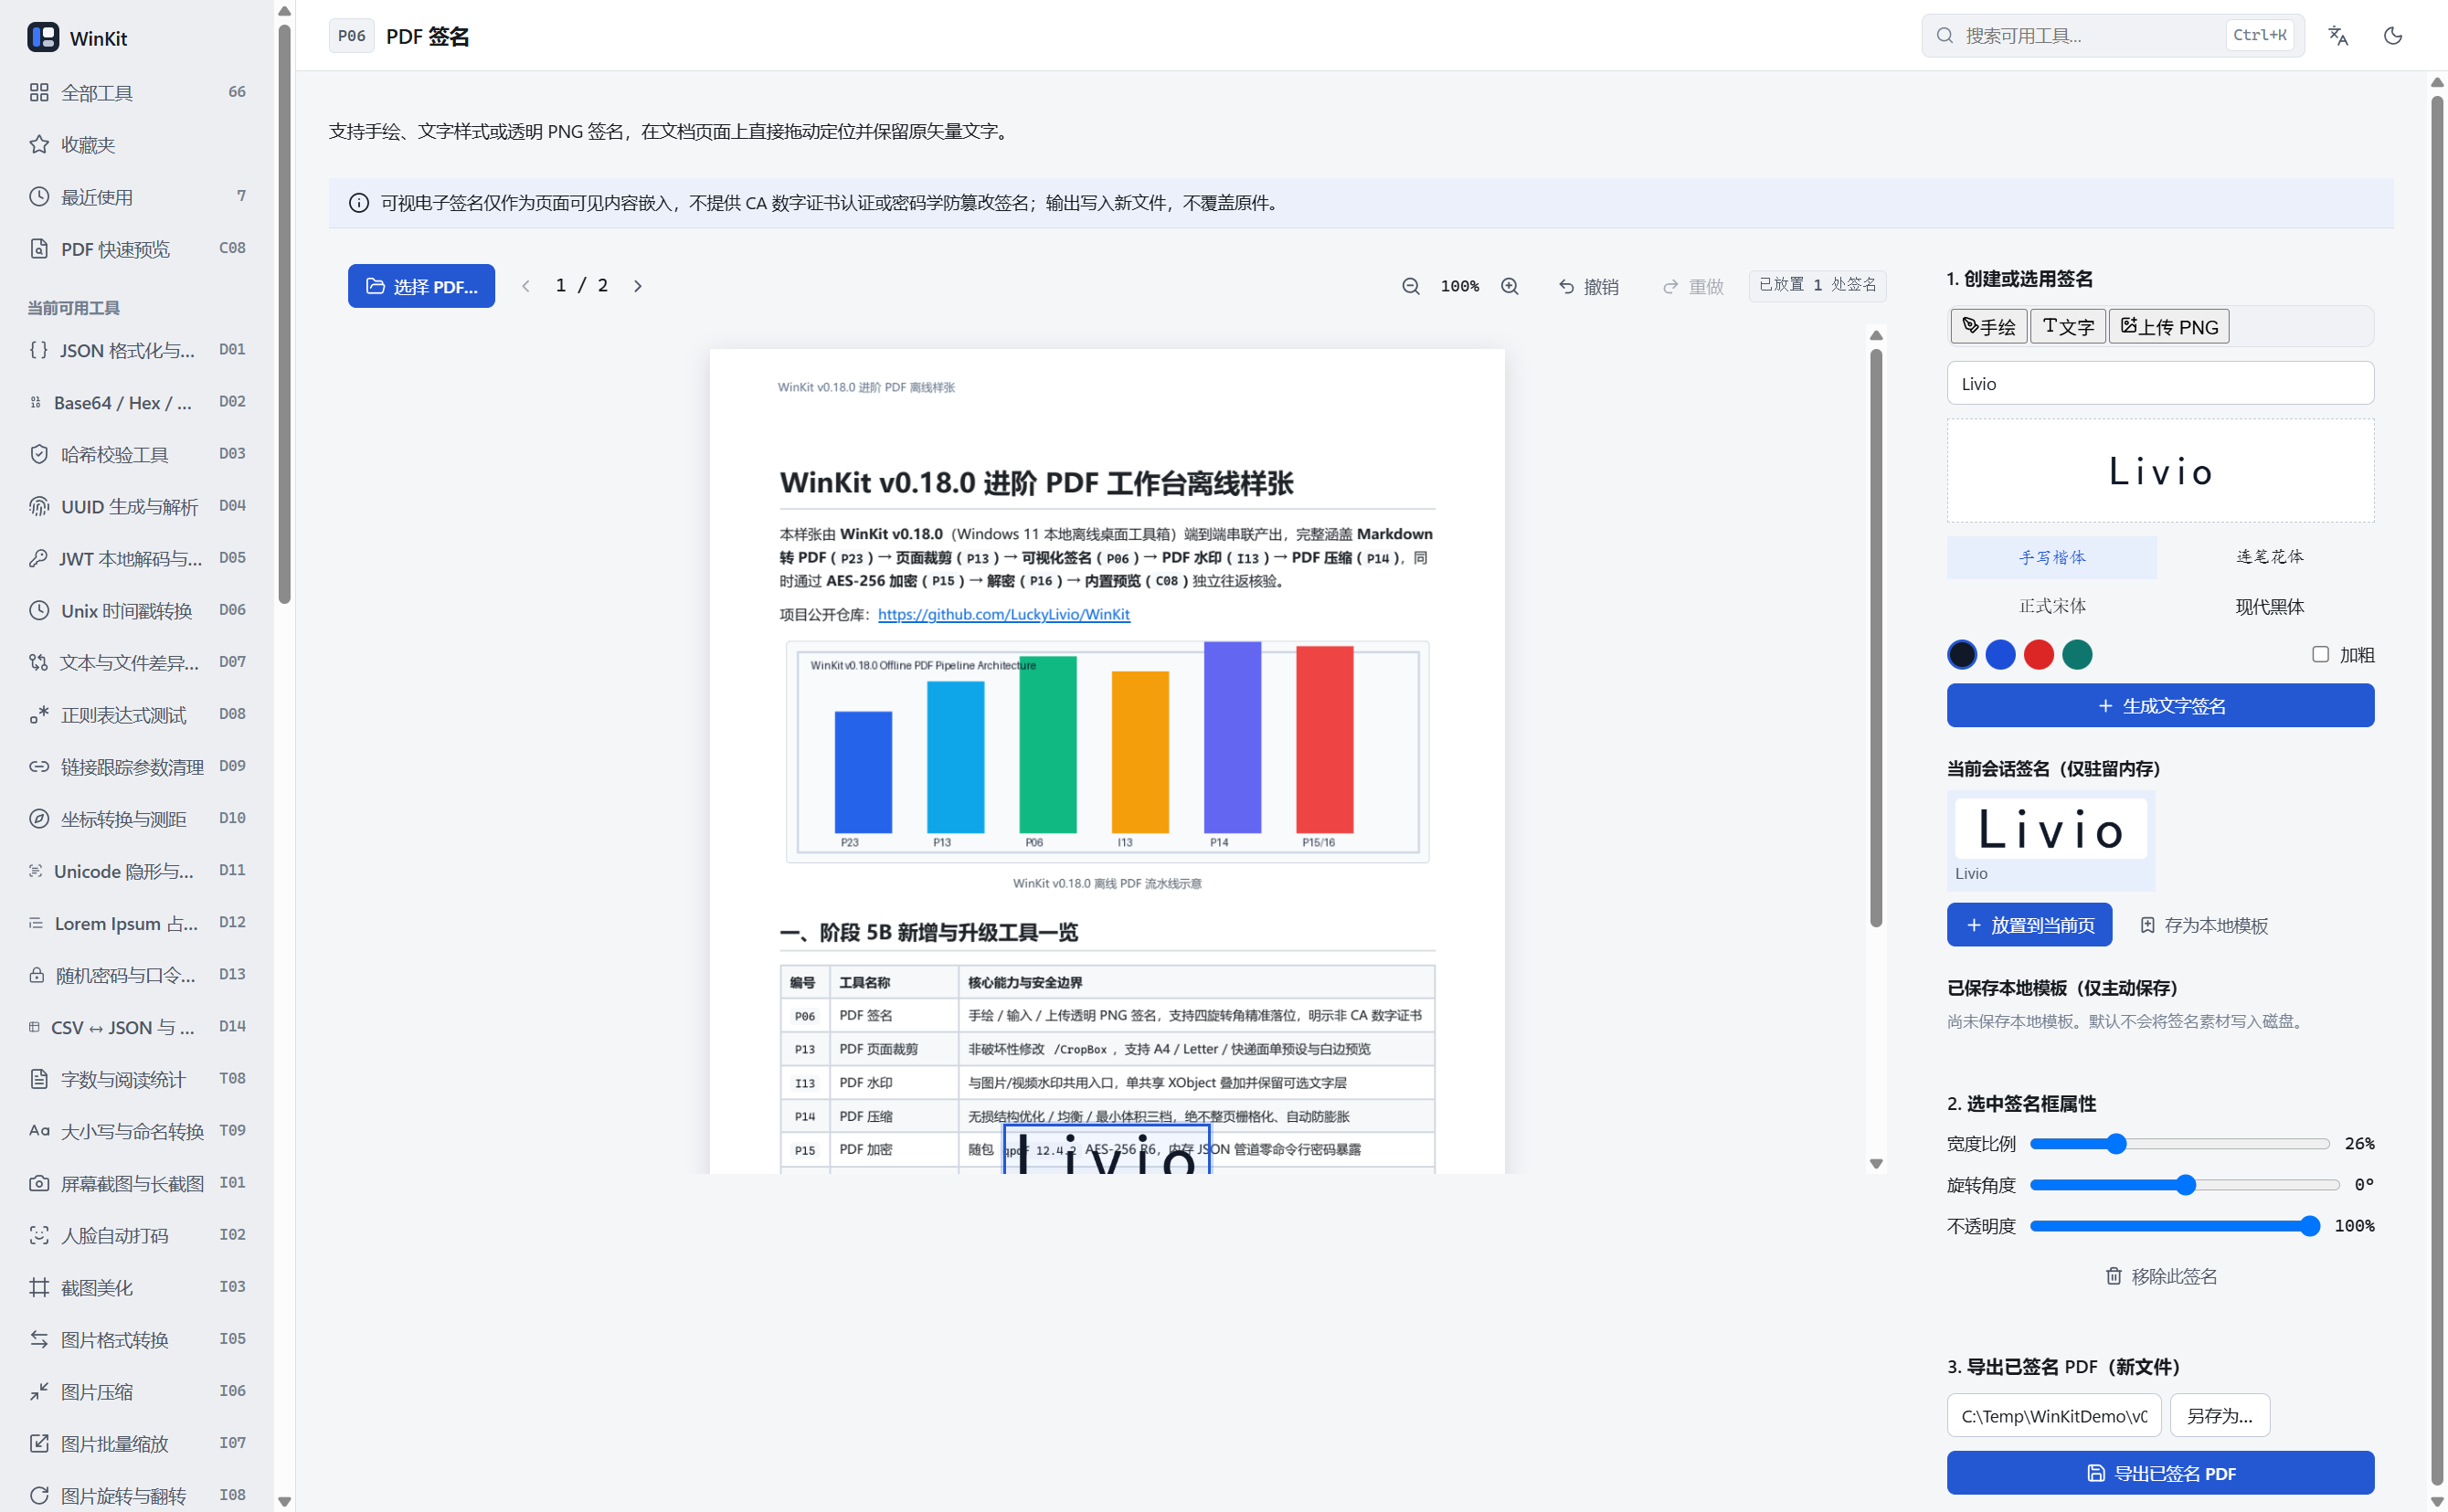 WinKit
全部工具 66
收藏夹
最近使用 7
PDF 快速预览 C08
当前可用工具
JSON 格式化与... D01
Base64 / Hex / ... D02
哈希校验工具 D03
UUID 生成与解析 D04
JWT 本地解码与... D05
Unix 时间戳转换 D06
文本与文件差异... D07
正则表达式测试 D08
链接跟踪参数清理 D09
坐标转换与测距 D10
Unicode 隐形与... D11
Lorem Ipsum 占... D12
随机密码与口令... D13
CSV ↔ JSON 与 ... D14
字数与阅读统计 T08
Aa 大小写与命名转换 T09
屏幕截图与长截图 I01
人脸自动打码 I02
截图美化 I03
图片格式转换 I05
图片压缩 I06
图片批量缩放 I07
图片旋转与翻转 I08
P06 PDF 签名
搜索可用工具... Ctrl+K
支持手绘、文字样式或透明 PNG 签名，在文档页面上直接拖动定位并保留原矢量文字。
可视电子签名仅作为页面可见内容嵌入，不提供 CA 数字证书认证或密码学防篡改签名；输出写入新文件，不覆盖原件。
选择 PDF... 1 / 2 100% 撤销 重做 已放置 1 处签名
WinKit v0.18.0 进阶 PDF 离线样张
WinKit v0.18.0 进阶 PDF 工作台离线样张
本样张由 WinKit v0.18.0（Windows 11 本地离线桌面工具箱）端到端串联产出，完整涵盖 Markdown
转 PDF ( P23 ) → 页面裁剪 ( P13 ) → 可视化签名 ( P06 ) → PDF 水印 ( I13 ) → PDF 压缩 ( P14 )，同
时通过 AES-256 加密 ( P15 ) → 解密 ( P16 ) → 内置预览 ( C08 ) 独立往返核验。
项目公开仓库：https://github.com/LuckyLivio/WinKit
WinKit v0.18.0 Offline PDF Pipeline Architecture
P23 P13 P06 I13 P14 P15/16
WinKit v0.18.0 离线 PDF 流水线示意
一、阶段 5B 新增与升级工具一览
编号 工具名称 核心能力与安全边界
P06 PDF 签名 手绘 / 输入 / 上传透明 PNG 签名，支持四旋转角精准落位，明示非 CA 数字证书
P13 PDF 页面裁剪 非破坏性修改 /CropBox ，支持 A4 / Letter / 快递面单预设与白边预览
I13 PDF 水印 与图片/视频水印共用入口，单共享 XObject 叠加并保留可选文字层
P14 PDF 压缩 无损结构优化 / 均衡 / 最小体积三档，绝不整页栅格化、自动防膨胀
P15 PDF 加密 随包 qpdf 12.4.2 AES-256 R6，内存 JSON 管道零命令行密码暴露
Livio
1. 创建或选用签名
手绘 文字 上传 PNG
Livio
Livio
手写楷体 连笔花体
正式宋体 现代黑体
加粗
生成文字签名
当前会话签名（仅驻留内存）
Livio
Livio
放置到当前页 存为本地模板
已保存本地模板（仅主动保存）
尚未保存本地模板。默认不会将签名素材写入磁盘。
2. 选中签名框属性
宽度比例 26%
旋转角度 0°
不透明度 100%
移除此签名
3. 导出已签名 PDF（新文件）
C:\Temp\WinKitDemo\v0 另存为...
导出已签名 PDF